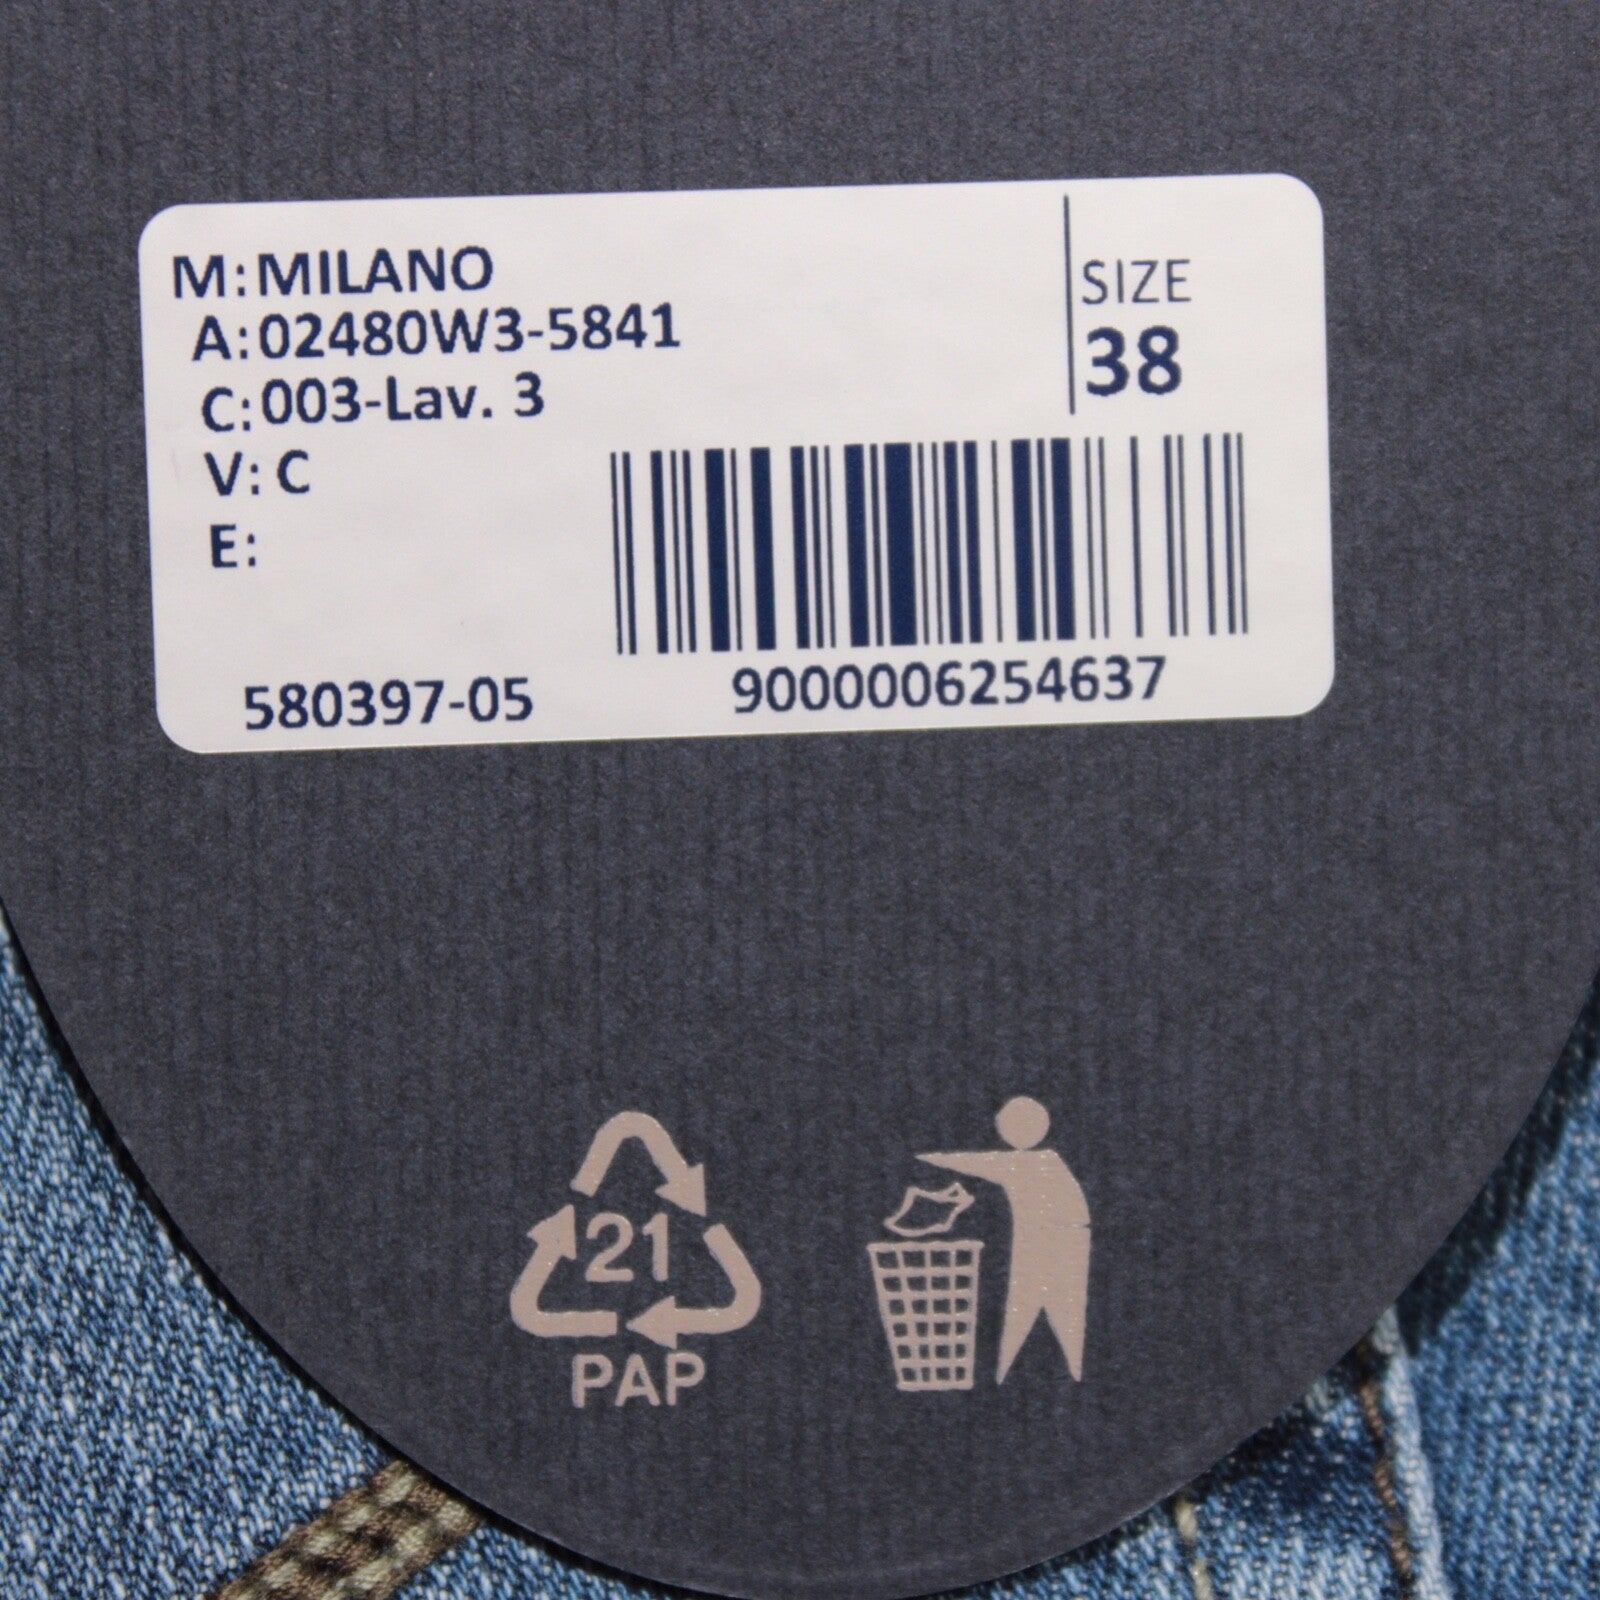 M: MILANO
A: 02480W3-5841
C: 003-Lav. 3
V: C
E:
SIZE
38
580397-05
9000006254637
21
PAP